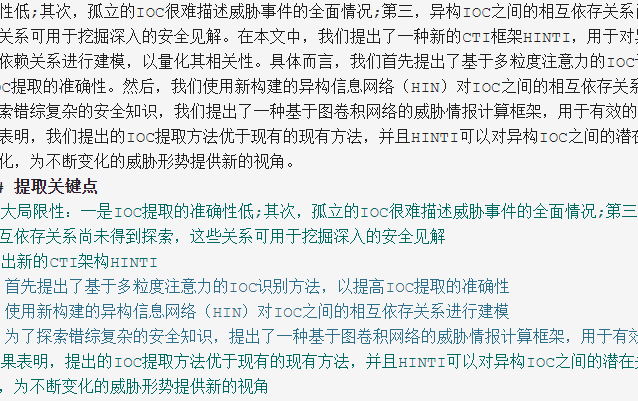 性低;其次，孤立的IOC很难描述威胁事件的全面情况;第三，异构IOC之间的相互依存关系
关系可用于挖掘深入的安全见解。在本文中，我们提出了一种新的CTI框架HINTI，用于对
依赖关系进行建模，以量化其相关性。具体而言，我们首先提出了基于多粒度注意力的IOC
OC提取的准确性。然后，我们使用新构建的异构信息网络（HIN）对IOC之间的相互依存关系
索错综复杂的安全知识，我们提出了一种基于图卷积网络的威胁情报计算框架，用于有效的
表明，我们提出的IOC提取方法优于现有的现有方法，并且HINTI可以对异构IOC之间的潜在
化，为不断变化的威胁形势提供新的视角。
# 提取关键点
大局限性：一是IOC提取的准确性低;其次，孤立的IOC很难描述威胁事件的全面情况;第三
互依存关系尚未得到探索，这些关系可用于挖掘深入的安全见解
出新的CTI架构HINTI
首先提出了基于多粒度注意力的IOC识别方法，以提高IOC提取的准确性
使用新构建的异构信息网络（HIN）对IOC之间的相互依存关系进行建模
为了探索错综复杂的安全知识，提出了一种基于图卷积网络的威胁情报计算框架，用于有效
果表明，提出的IOC提取方法优于现有的现有方法，并且HINTI可以对异构IOC之间的潜在
，为不断变化的威胁形势提供新的视角